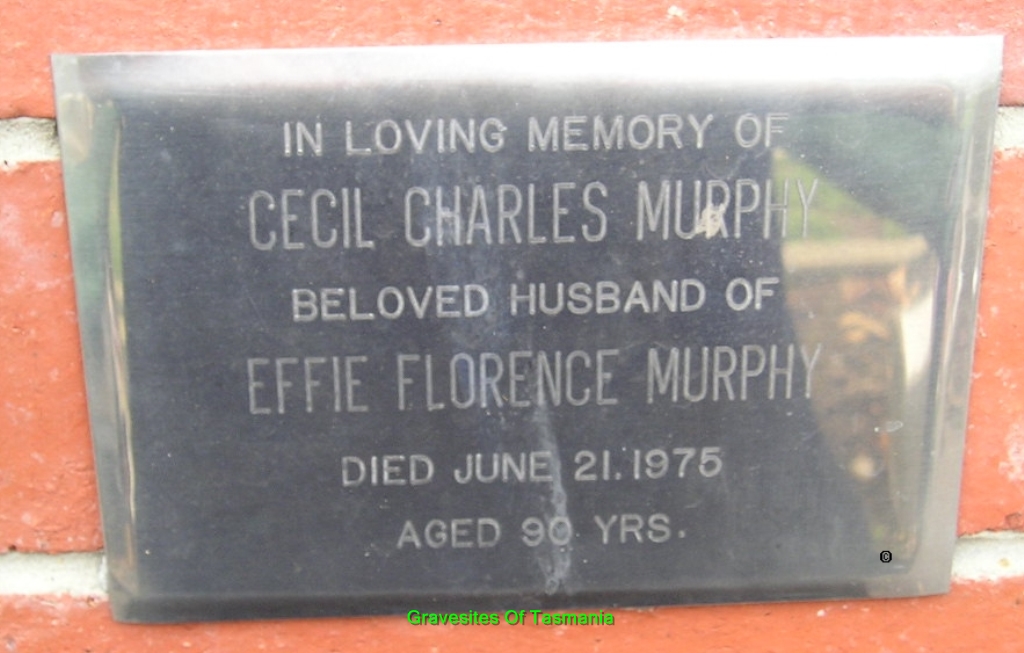 IN LOVING MEMORY OF
CECIL CHARLES MURPHY
BELOVED HUSBAND OF
EFFIE FLORENCE MURPHY
DIED JUNE 21. 1975
AGED 90 YRS.
©
Gravesites Of Tasmania